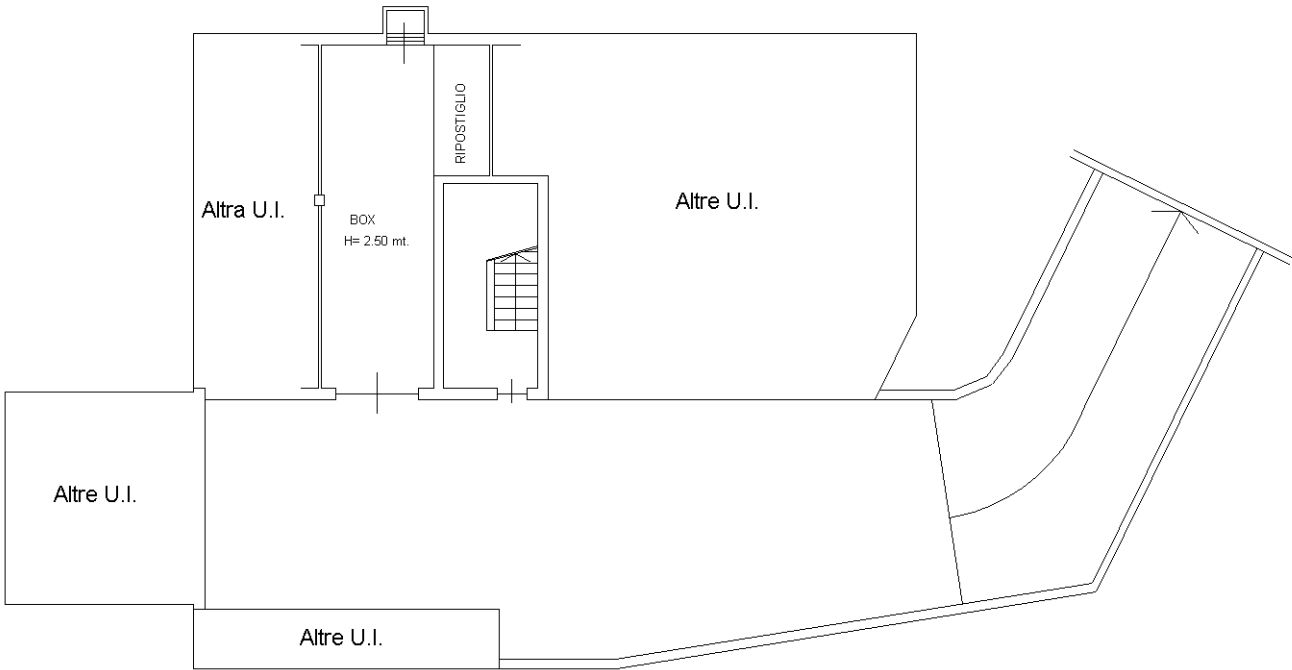 RIPOSTIGLIO
Altra U.I.
BOX
H= 2.50 mt.
Altre U.I.
Altre U.I.
Altre U.I.